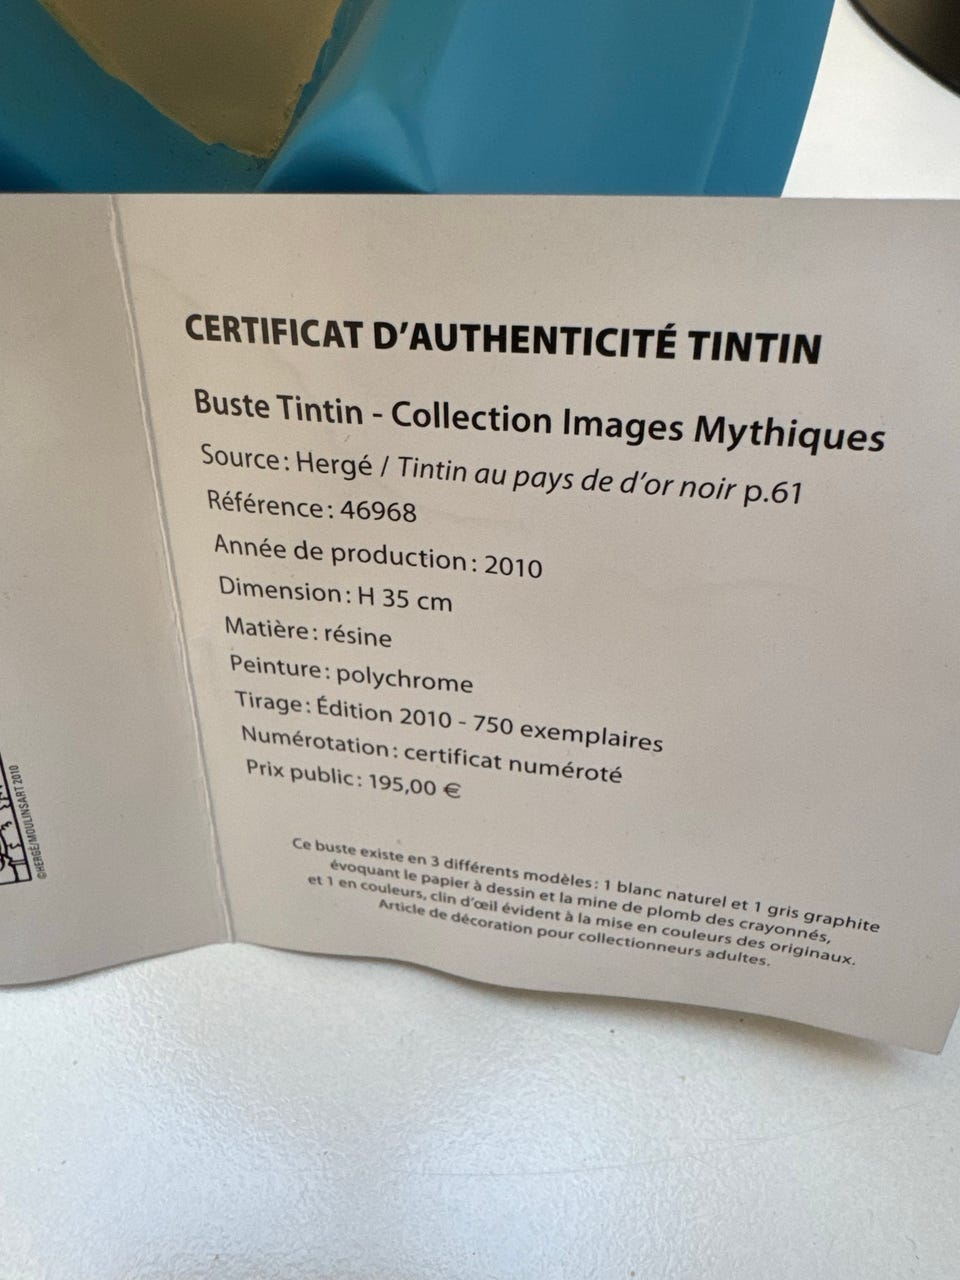 CERTIFICAT D'AUTHENTICITÉ TINTIN
Buste Tintin - Collection Images Mythiques
Source : Hergé / Tintin au pays de d'or noir p.61
Référence : 46968
Année de production : 2010
Dimension : H 35 cm
Matière : résine
Peinture : polychrome
Tirage : Édition 2010 - 750 exemplaires
Numérotation : certificat numéroté
Prix public : 195,00 €
Ce buste existe en 3 différents modèles : 1 blanc naturel et 1 gris graphite
évoquant le papier à dessin et la mine de plomb des crayonnés,
et 1 en couleurs, clin d'œil évident à la mise en couleurs des originaux.
Article de décoration pour collectionneurs adultes.
©HERGÉ/MOULINSART 2010